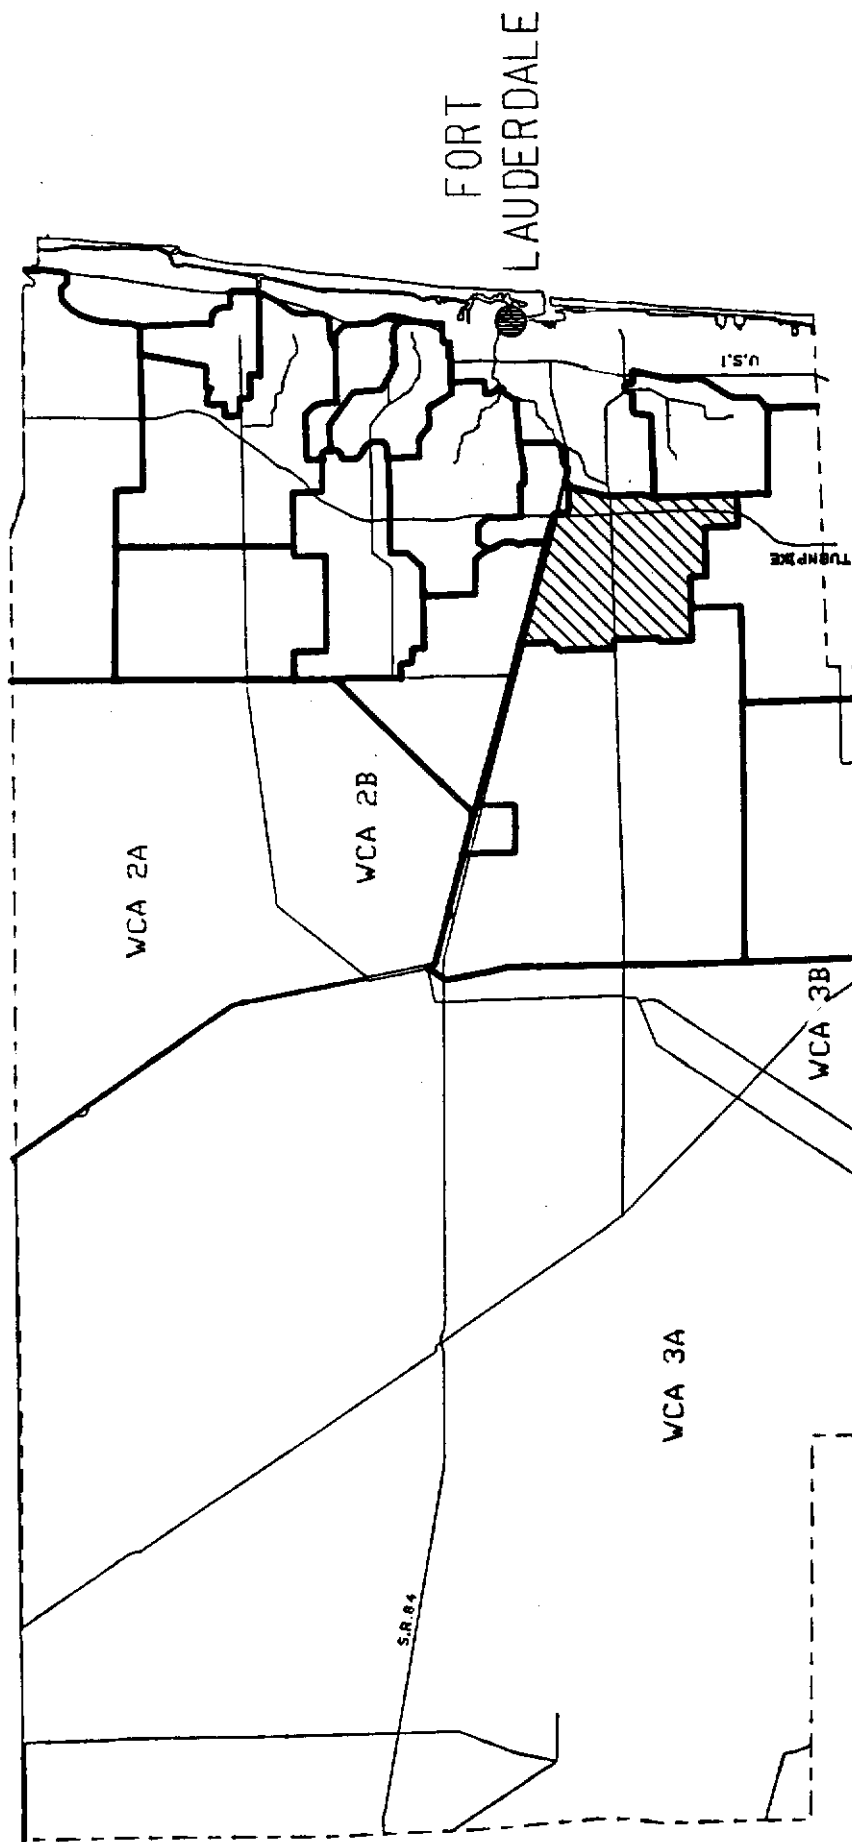 FORT
LAUDERDALE
U.S.1
TURNPIKE
WCA 2A
WCA 2B
WCA 3B
WCA 3A
S.R.84